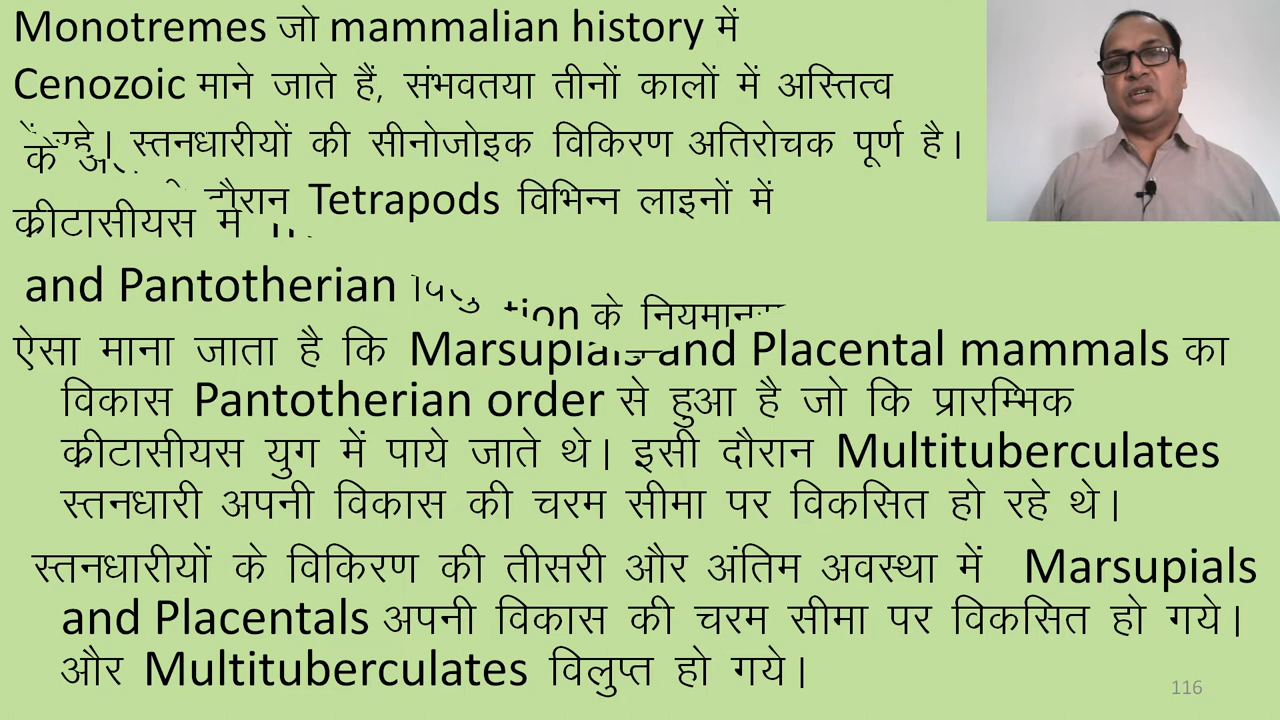 Monotremes जो mammalian history में
Cenozoic माने जाते हैं, संभवतया तीनों कालों में अस्तित्व
रहे। स्तनधारीयों की सीनोजोइक विकिरण अतिरोचक पूर्ण है।
के
दौरान Tetrapods विभिन्न लाइनों में
क्रीटासीयस में
and Pantotherian
के
ऐसा माना जाता है कि Marsupials and Placental mammals का
विकास Pantotherian order से हुआ है जो कि प्रारम्भिक
क्रीटासीयस युग में पाये जाते थे। इसी दौरान Multituberculates
स्तनधारी अपनी विकास की चरम सीमा पर विकसित हो रहे थे।
स्तनधारीयों के विकिरण की तीसरी और अंतिम अवस्था में Marsupials
and Placentals अपनी विकास की चरम सीमा पर विकसित हो गये।
और Multituberculates विलुप्त हो गये।
116